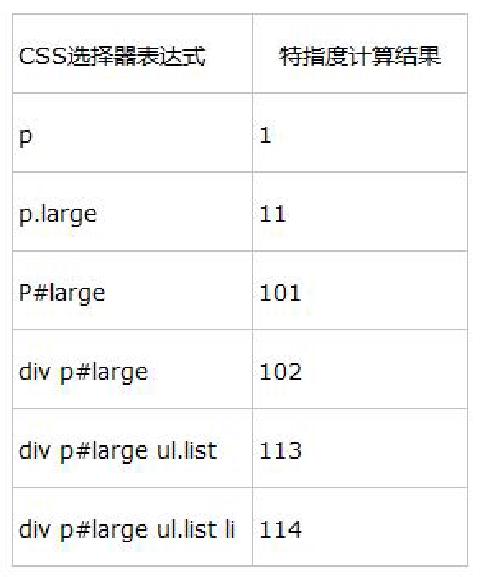 CSS选择器表达式 特指度计算结果
p 1
p.large 11
P#large 101
div p#large 102
div p#large ul.list 113
div p#large ul.list li 114